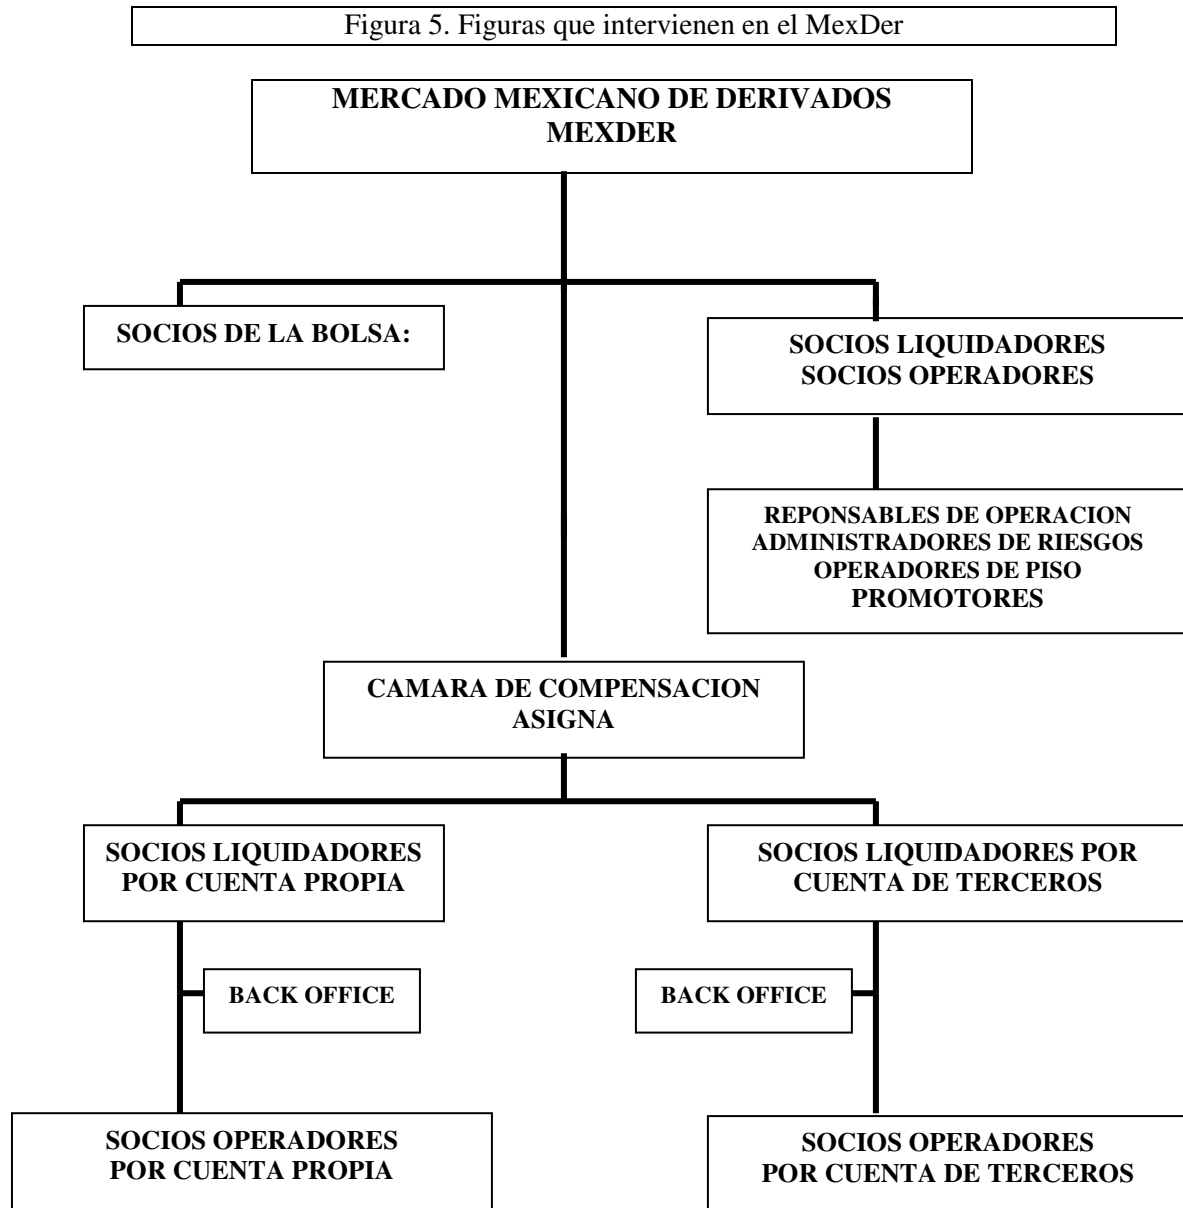 Figura 5. Figuras que intervienen en el MexDer
MERCADO MEXICANO DE DERIVADOS
MEXDER
SOCIOS DE LA BOLSA:
SOCIOS LIQUIDADORES
SOCIOS OPERADORES
REPONSABLES DE OPERACION
ADMINISTRADORES DE RIESGOS
OPERADORES DE PISO
PROMOTORES
CAMARA DE COMPENSACION
ASIGNA
SOCIOS LIQUIDADORES
POR CUENTA PROPIA
SOCIOS LIQUIDADORES POR
CUENTA DE TERCEROS
BACK OFFICE
BACK OFFICE
SOCIOS OPERADORES
POR CUENTA PROPIA
SOCIOS OPERADORES
POR CUENTA DE TERCEROS